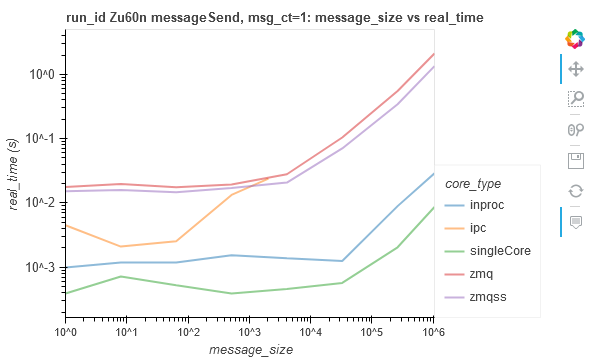 run_id Zu60n messageSend, msg_ct=1: message_size vs real_time
real_time (s)
10^0
10^-1
10^-2
10^-3
10^0
10^1
10^2
10^3
10^4
10^5
10^6
message_size
core_type
inproc
ipc
singleCore
zmq
zmqss